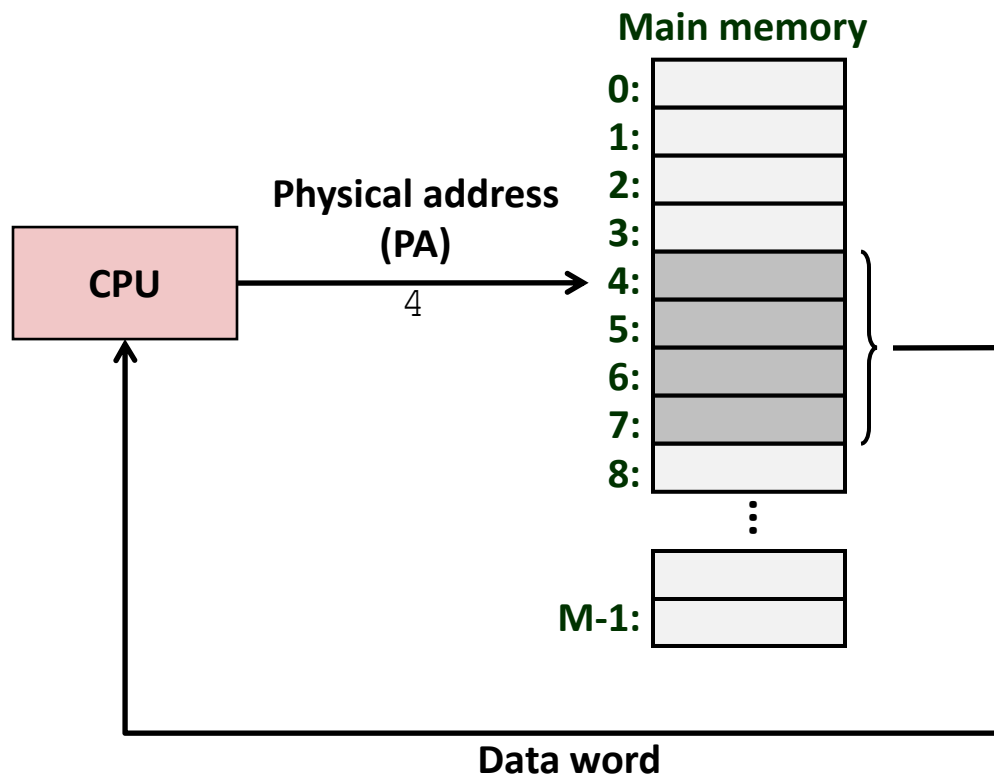 Main memory
0:
1:
2:
Physical address
(PA)
3:
CPU
4
4:
5:
6:
7:
8:
⋮
M-1:
Data word